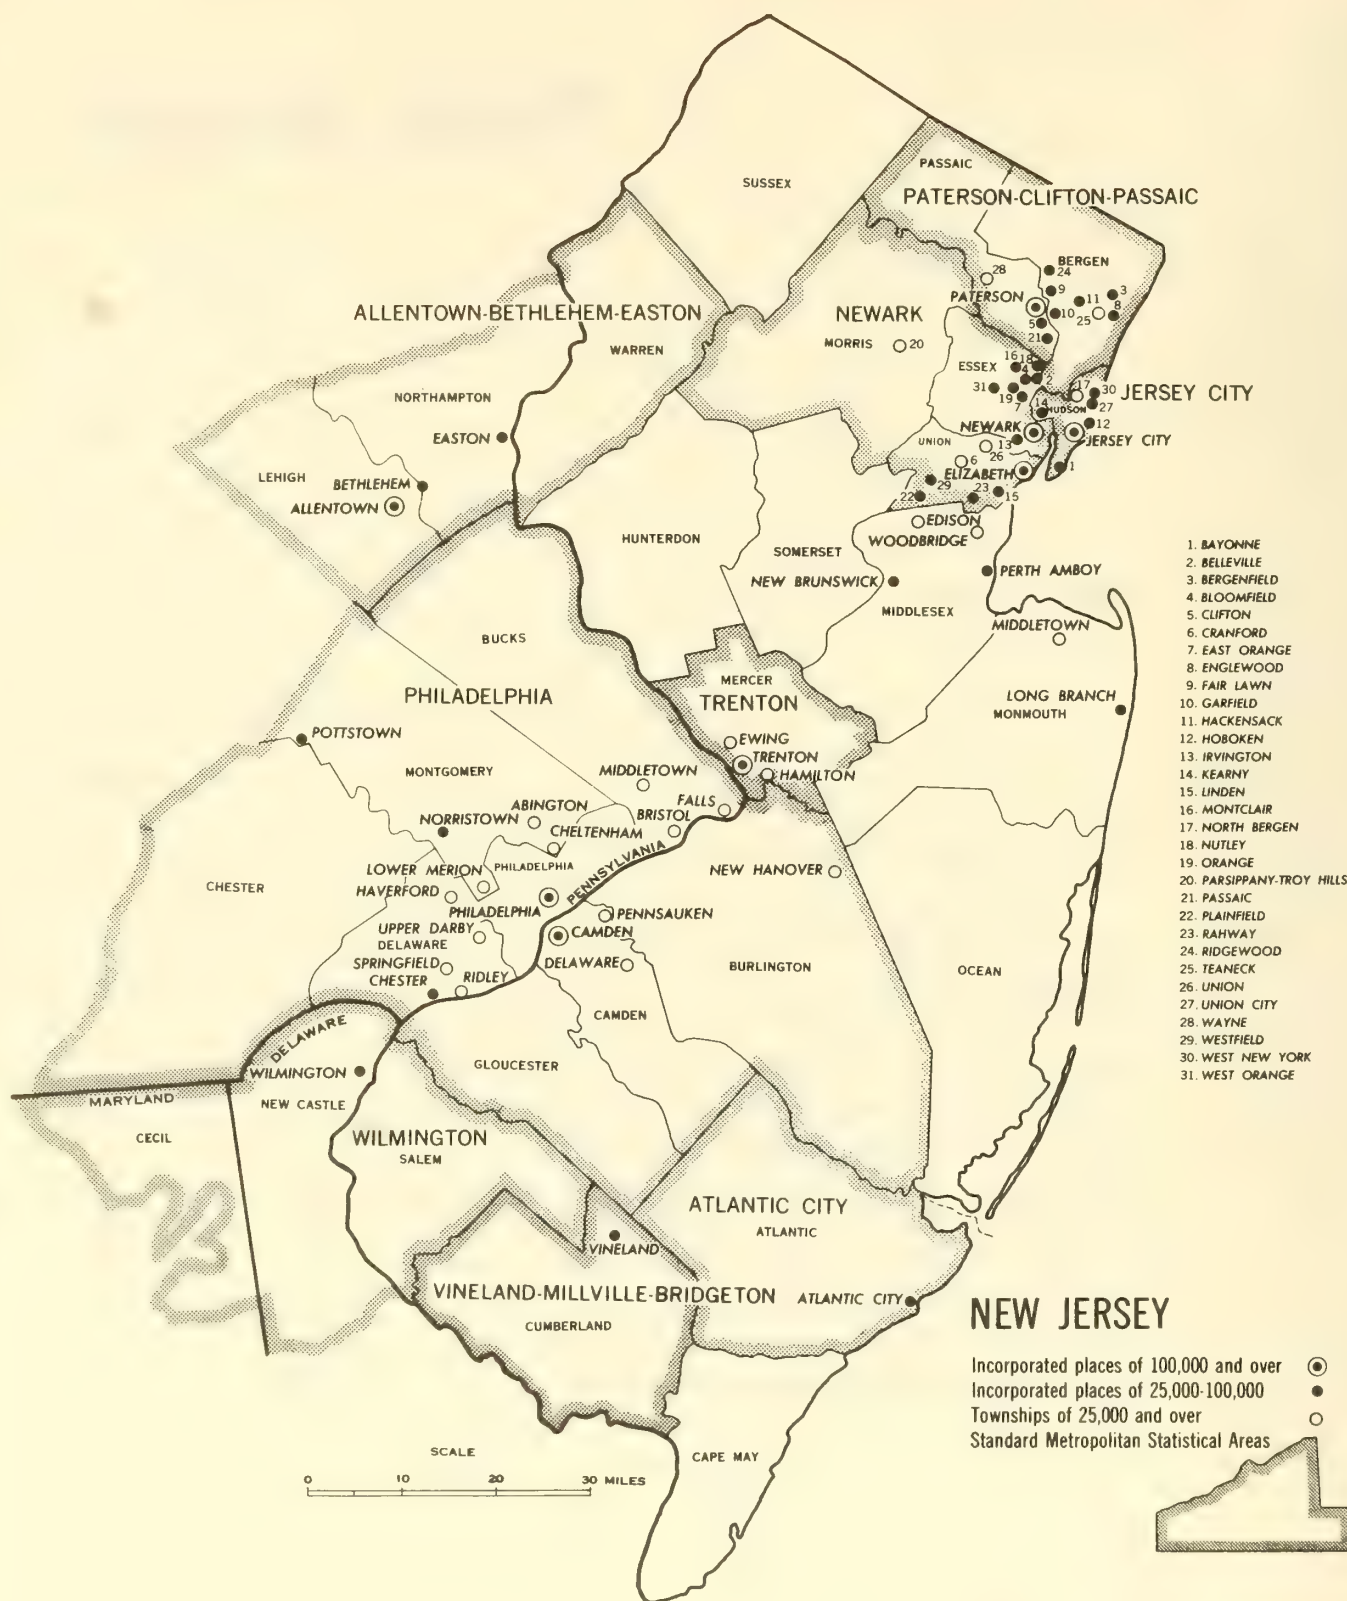 PASSAIC
SUSSEX
PATERSON-CLIFTON-PASSAIC
BERGEN
24
28
9
3
PATERSON
11
8
10
25
5
21
ALLENTOWN-BETHLEHEM-EASTON
NEWARK
MORRIS
20
WARREN
ESSEX
16
18
4
2
31
19
7
17
30
JERSEY CITY
27
14
HUDSON
12
NORTHAMPTON
EASTON
NEWARK
JERSEY CITY
UNION
13
26
6
ELIZABETH
1
LEHIGH
BETHLEHEM
ALLENTOWN
29
22
23
15
EDISON
WOODBRIDGE
HUNTERDON
SOMERSET
NEW BRUNSWICK
PERTH AMBOY
MIDDLESEX
MIDDLETOWN
BUCKS
MERCER
TRENTON
PHILADELPHIA
LONG BRANCH
MONMOUTH
POTTSTOWN
EWING
TRENTON
HAMILTON
MONTGOMERY
MIDDLETOWN
ABINGTON
FALLS
NORRISTOWN
BRISTOL
CHELTENHAM
PENNSYLVANIA
LOWER MERION
PHILADELPHIA
NEW HANOVER
CHESTER
HAVERFORD
PHILADELPHIA
PENNSAUKEN
UPPER DARBY
DELAWARE
CAMDEN
SPRINGFIELD
CHESTER
RIDLEY
DELAWARE
BURLINGTON
OCEAN
CAMDEN
DELAWARE
GLOUCESTER
WILMINGTON
NEW CASTLE
MARYLAND
CECIL
WILMINGTON
SALEM
ATLANTIC CITY
ATLANTIC
VINELAND
VINELAND-MILLVILLE-BRIDGETON
ATLANTIC CITY
CUMBERLAND
CAPE MAY
1. BAYONNE
2. BELLEVILLE
3. BERGENFIELD
4. BLOOMFIELD
5. CLIFTON
6. CRANFORD
7. EAST ORANGE
8. ENGLEWOOD
9. FAIR LAWN
10. GARFIELD
11. HACKENSACK
12. HOBOKEN
13. IRVINGTON
14. KEARNY
15. LINDEN
16. MONTCLAIR
17. NORTH BERGEN
18. NUTLEY
19. ORANGE
20. PARSIPPANY-TROY HILLS
21. PASSAIC
22. PLAINFIELD
23. RAHWAY
24. RIDGEWOOD
25. TEANECK
26. UNION
27. UNION CITY
28. WAYNE
29. WESTFIELD
30. WEST NEW YORK
31. WEST ORANGE
NEW JERSEY
Incorporated places of 100,000 and over
Incorporated places of 25,000-100,000
Townships of 25,000 and over
Standard Metropolitan Statistical Areas
SCALE
0 10 20 30 MILES